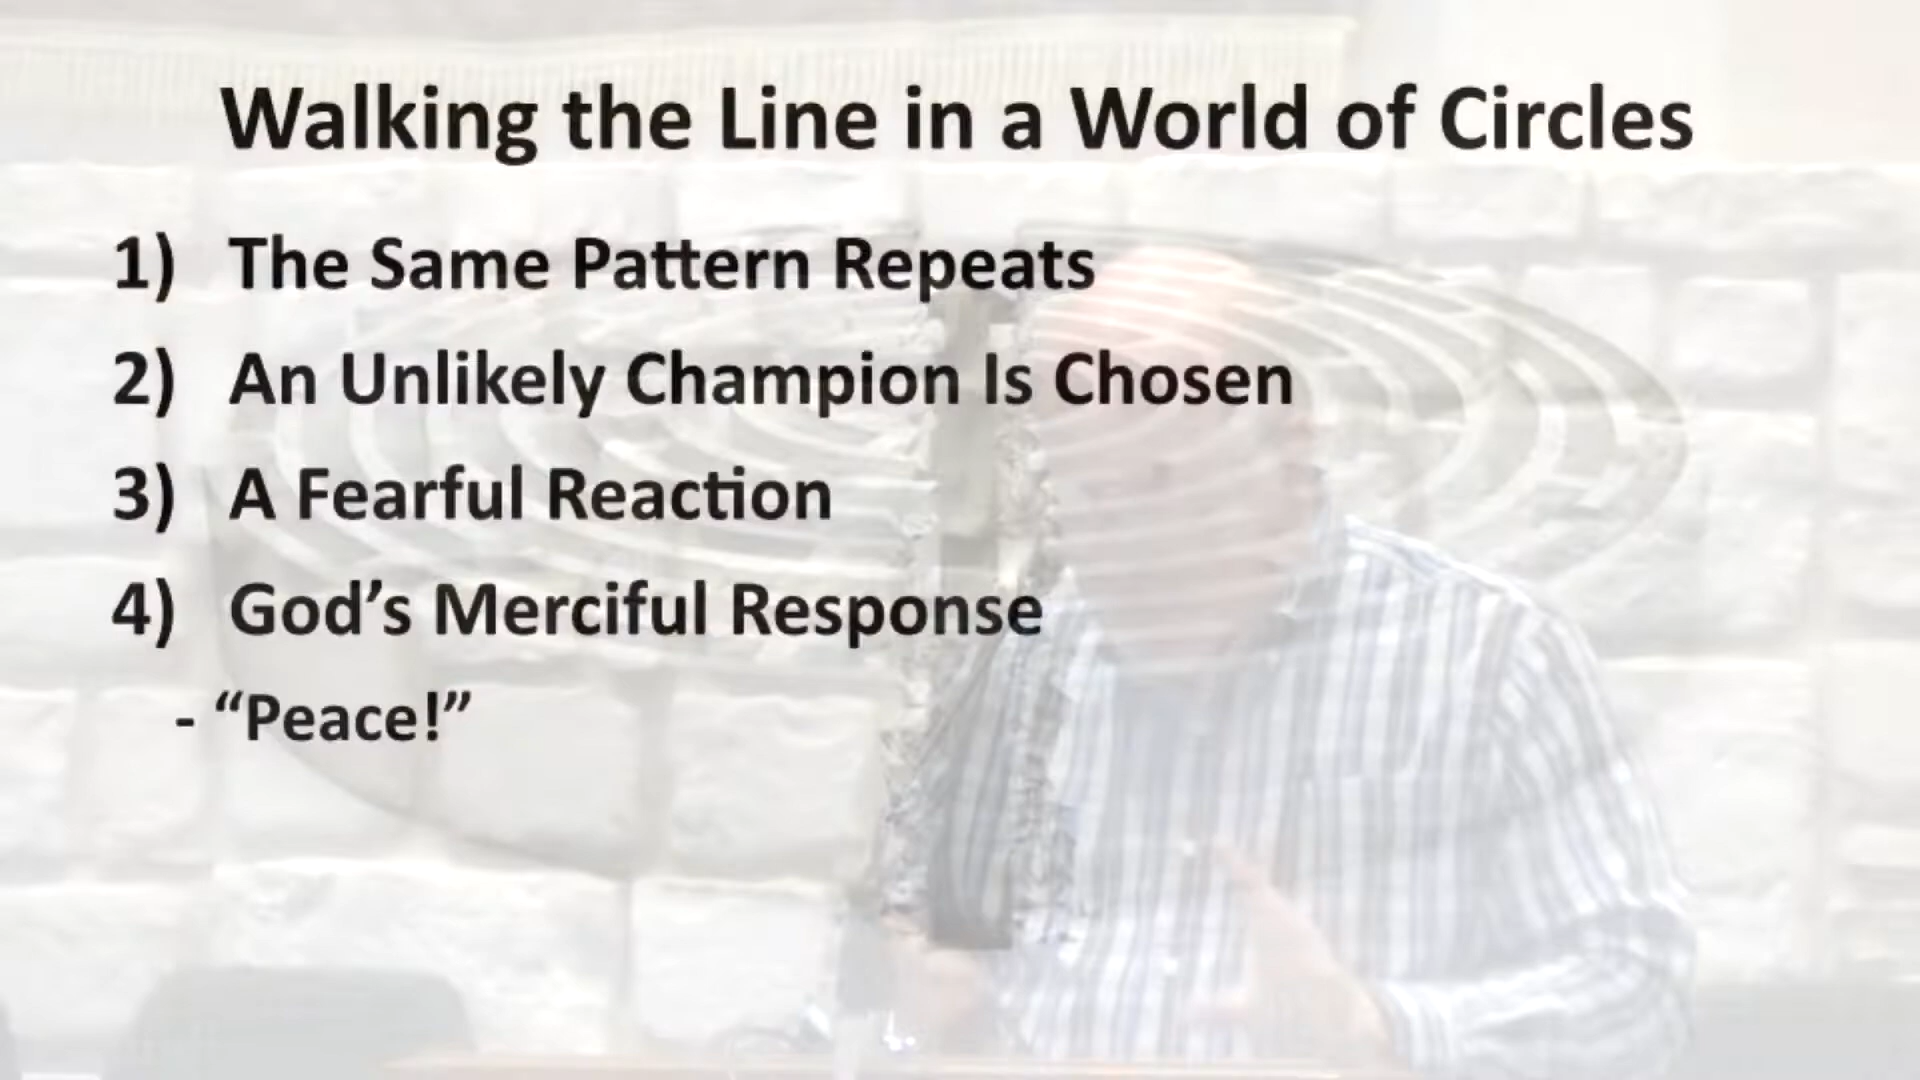 Walking the Line in a World of Circles
1) The Same Pattern Repeats
2) An Unlikely Champion Is Chosen
3) A Fearful Reaction
4) God’s Merciful Response
- “Peace!”